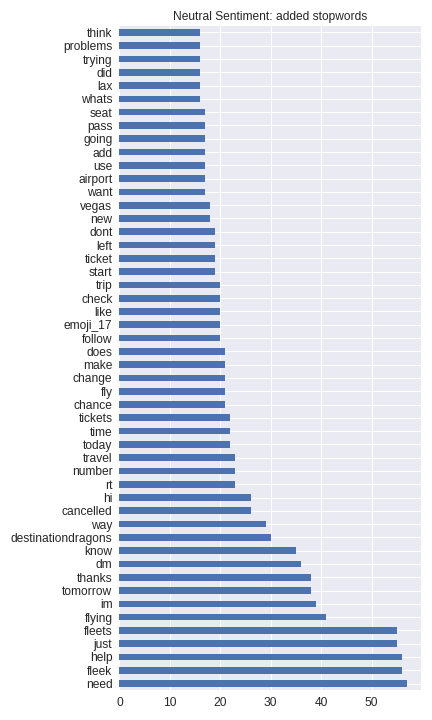 Neutral Sentiment: added stopwords
think
problems
trying
did
lax
whats
seat
pass
going
add
use
airport
want
vegas
new
dont
left
ticket
start
trip
check
like
emoji_17
follow
does
make
change
fly
chance
tickets
time
today
travel
number
rt
hi
cancelled
way
destinationdragons
know
dm
thanks
tomorrow
im
flying
fleets
just
help
fleek
need
0 10 20 30 40 50